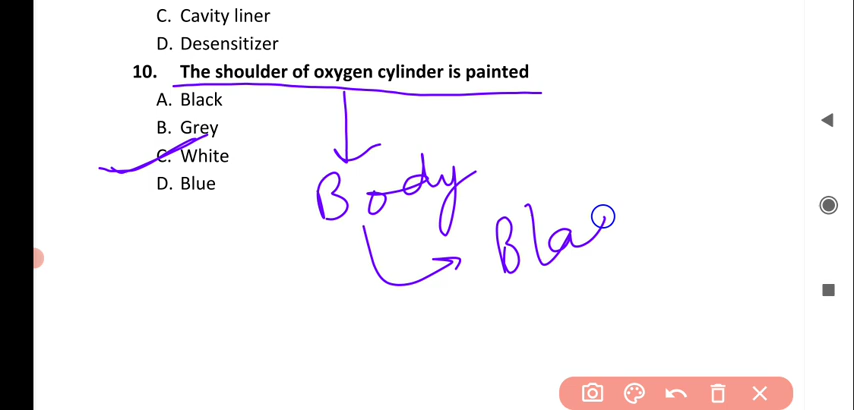 C. Cavity liner
D. Desensitizer
10. The shoulder of oxygen cylinder is painted
A. Black
B. Grey
C. White
D. Blue
Body
Bla